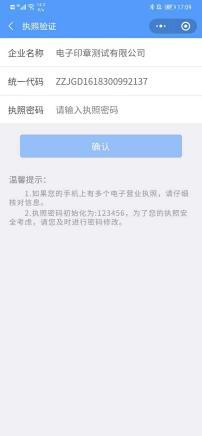 17:09
执照验证
企业名称 电子印章测试有限公司
统一代码 ZZJGD1618300992137
执照密码 请输入执照密码
确认
温馨提示：
1.如果您的手机上有多个电子营业执照，请仔细
核对信息。
2.执照密码初始化为:123456，为了您的执照安
全考虑，请您及时进行密码修改。